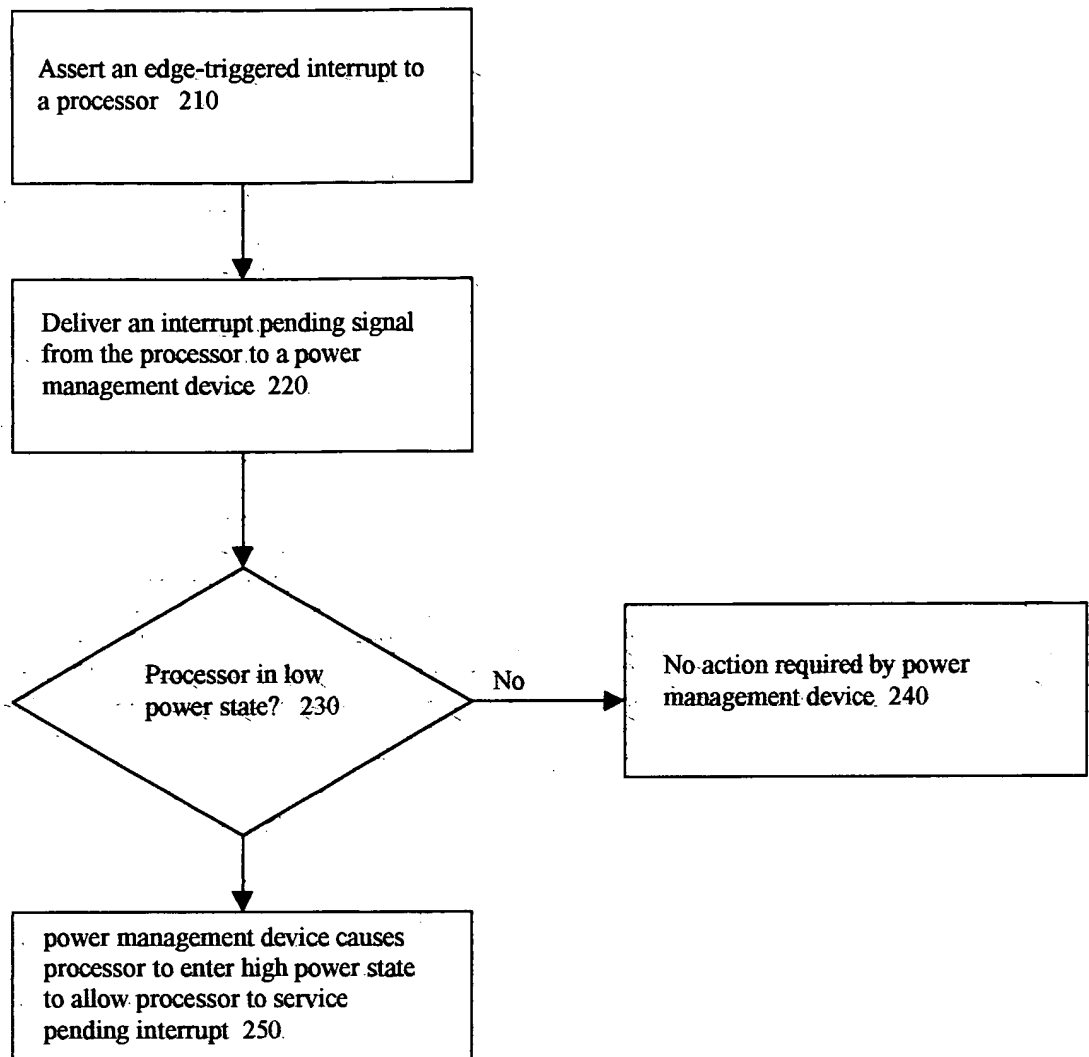 Assert an edge-triggered interrupt to
a processor 210
Deliver an interrupt pending signal
from the processor to a power
management device 220
Processor in low
power state? 230
No
No action required by power
management device 240
power management device causes
processor to enter high power state
to allow processor to service
pending interrupt 250